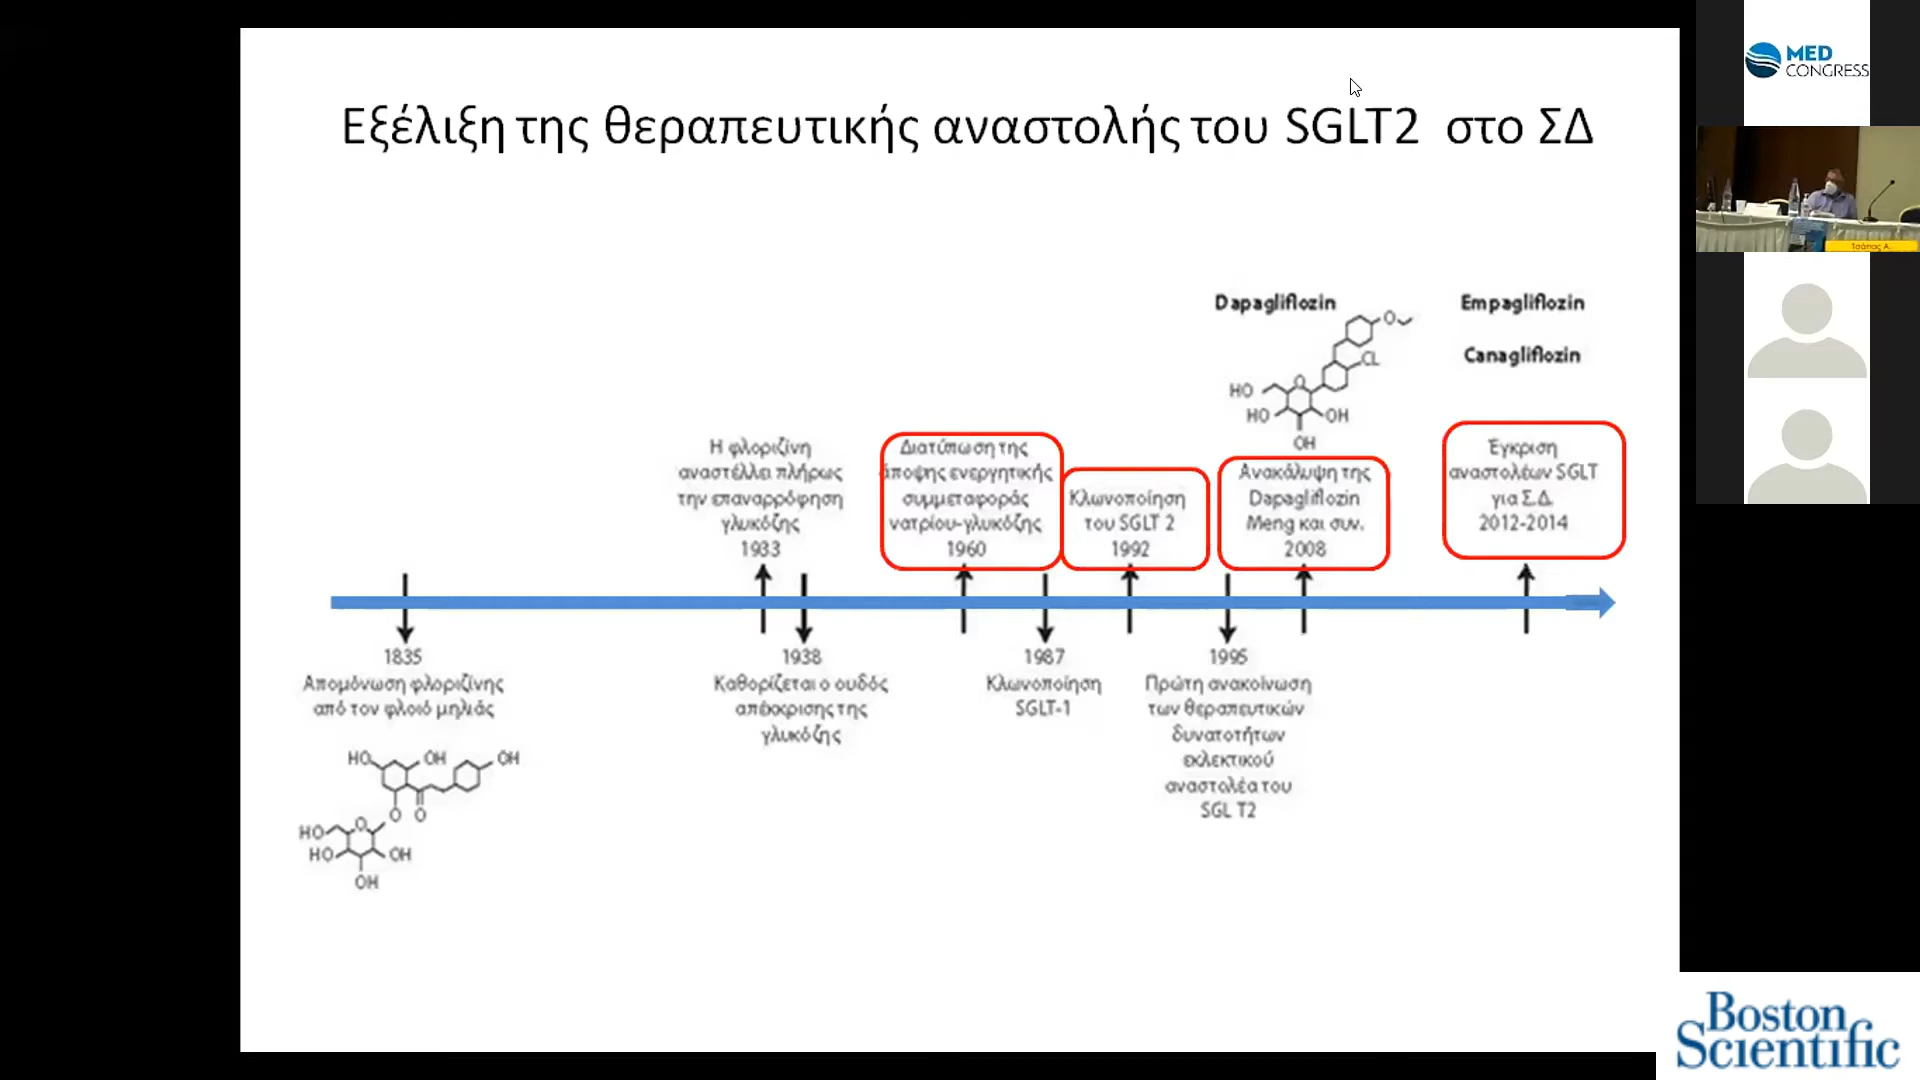 Εξέλιξη της θεραπευτικής αναστολής του SGLT2 στο ΣΔ
Dapagliflozin
O
CL
HO
O
HO
OH
OH
Empagliflozin
Canagliflozin
Η φλοριζίνη
αναστέλλει πλήρως
την επαναρρόφηση
γλυκόζης
1933
Διατύπωση της
άποψης ενεργητικής
συμμεταφοράς
νατρίου-γλυκόζης
1960
Κλωνοποίηση
του SGLT 2
1992
Ανακάλυψη της
Dapagliflozin
Meng και συν.
2008
Έγκριση
αναστολέων SGLT
για Σ.Δ.
2012-2014
1835
Απομόνωση φλοριζίνης
από τον φλοιό μηλιάς
1938
Καθορίζεται ο ουδός
απέκκρισης της
γλυκόζης
1987
Κλωνοποίηση
SGLT-1
1995
Πρώτη ανακοίνωση
των θεραπευτικών
δυνατοτήτων
εκλεκτικού
αναστολέα του
SGL T2
HO
OH
OH
O
O
HO
O
HO
OH
OH
MED
CONGRESS
Τσάπας Α.
Boston
Scientific